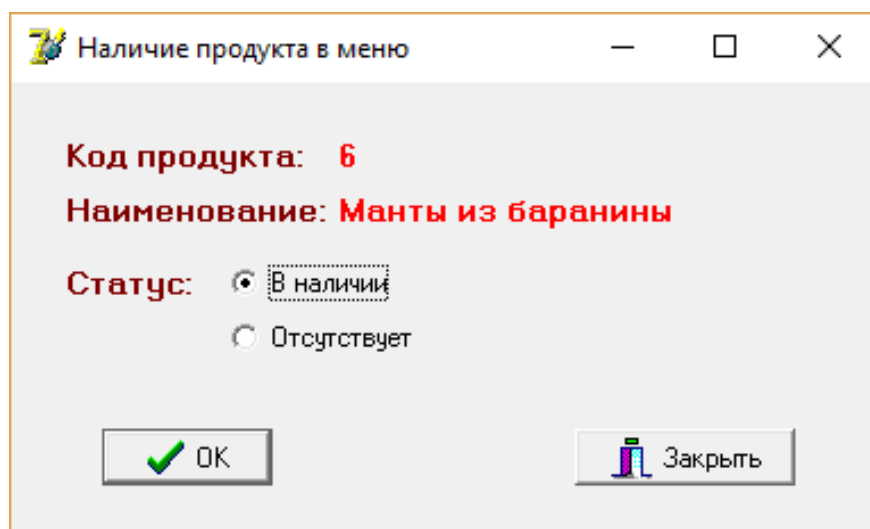 Наличие продукта в меню
Код продукта: 6
Наименование: Манты из баранины
Статус: В наличии
Отсутствует
OK Закрыть